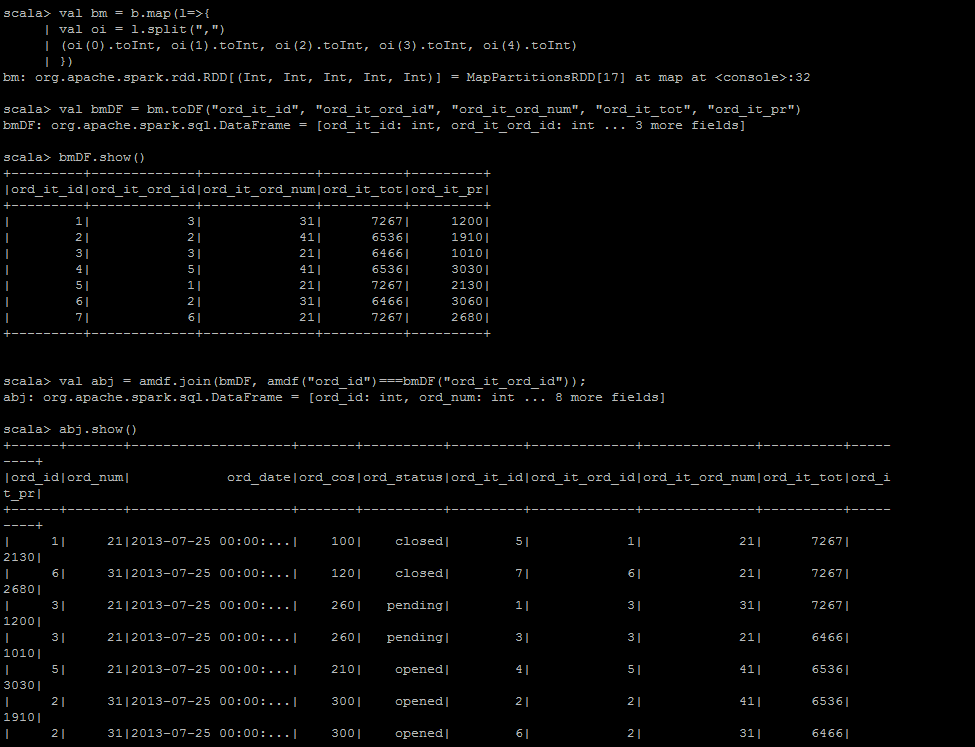 scala> val bm = b.map(l=>{
     | val oi = l.split(",")
     | (oi(0).toInt, oi(1).toInt, oi(2).toInt, oi(3).toInt, oi(4).toInt)
     | })
bm: org.apache.spark.rdd.RDD[(Int, Int, Int, Int, Int)] = MapPartitionsRDD[17] at map at <console>:32
scala> val bmDF = bm.toDF("ord_it_id", "ord_it_ord_id", "ord_it_ord_num", "ord_it_tot", "ord_it_pr")
bmDF: org.apache.spark.sql.DataFrame = [ord_it_id: int, ord_it_ord_id: int ... 3 more fields]
scala> bmDF.show()
+---------+-------------+--------------+----------+---------+
|ord_it_id|ord_it_ord_id|ord_it_ord_num|ord_it_tot|ord_it_pr|
+---------+-------------+--------------+----------+---------+
|        1|            3|            31|      7267|     1200|
|        2|            2|            41|      6536|     1910|
|        3|            3|            21|      6466|     1010|
|        4|            5|            41|      6536|     3030|
|        5|            1|            21|      7267|     2130|
|        6|            2|            31|      6466|     3060|
|        7|            6|            21|      7267|     2680|
+---------+-------------+--------------+----------+---------+
scala> val abj = amdf.join(bmDF, amdf("ord_id")===bmDF("ord_it_ord_id"));
abj: org.apache.spark.sql.DataFrame = [ord_id: int, ord_num: int ... 8 more fields]
scala> abj.show()
+------+-------+--------------------+-------+----------+---------+-------------+--------------+----------+-----
----+
|ord_id|ord_num|            ord_date|ord_cos|ord_status|ord_it_id|ord_it_ord_id|ord_it_ord_num|ord_it_tot|ord_i
t_pr|
+------+-------+--------------------+-------+----------+---------+-------------+--------------+----------+-----
----+
|     1|     21|2013-07-25 00:00:...|    100|    closed|        5|            1|            21|      7267|
2130|
|     6|     31|2013-07-25 00:00:...|    120|    closed|        7|            6|            21|      7267|
2680|
|     3|     21|2013-07-25 00:00:...|    260|   pending|        1|            3|            31|      7267|
1200|
|     3|     21|2013-07-25 00:00:...|    260|   pending|        3|            3|            21|      6466|
1010|
|     5|     21|2013-07-25 00:00:...|    210|    opened|        4|            5|            41|      6536|
3030|
|     2|     31|2013-07-25 00:00:...|    300|    opened|        2|            2|            41|      6536|
1910|
|     2|     31|2013-07-25 00:00:...|    300|    opened|        6|            2|            31|      6466|